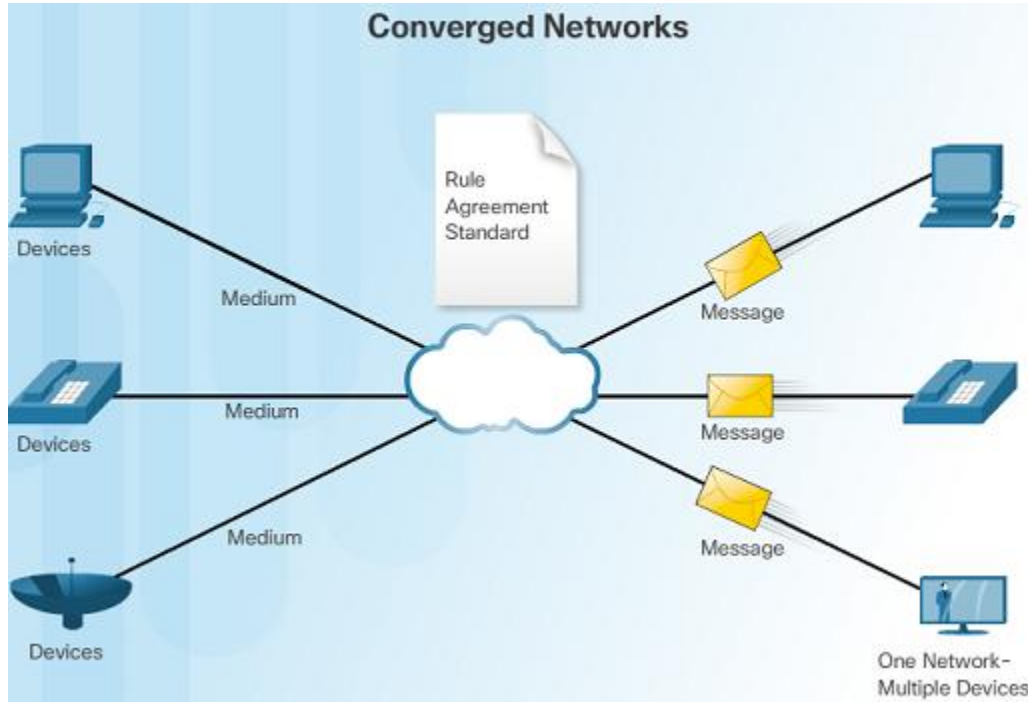 Converged Networks
Rule
Agreement
Standard
Devices
Medium
Message
Devices
Medium
Message
Medium
Message
Devices
One Network-
Multiple Devices